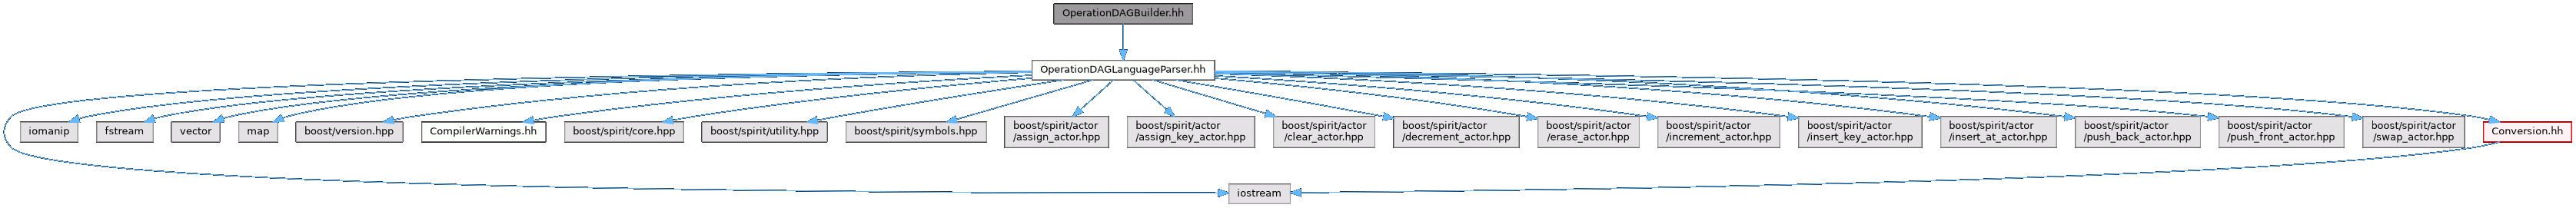 OperationDAGBuilder.hh
OperationDAGLanguageParser.hh
iomanip
fstream
vector
map
boost/version.hpp
CompilerWarnings.hh
boost/spirit/core.hpp
boost/spirit/utility.hpp
boost/spirit/symbols.hpp
boost/spirit/actor
/assign_actor.hpp
boost/spirit/actor
/assign_key_actor.hpp
boost/spirit/actor
/clear_actor.hpp
boost/spirit/actor
/decrement_actor.hpp
boost/spirit/actor
/erase_actor.hpp
boost/spirit/actor
/increment_actor.hpp
boost/spirit/actor
/insert_key_actor.hpp
boost/spirit/actor
/insert_at_actor.hpp
boost/spirit/actor
/push_back_actor.hpp
boost/spirit/actor
/push_front_actor.hpp
boost/spirit/actor
/swap_actor.hpp
Conversion.hh
iostream